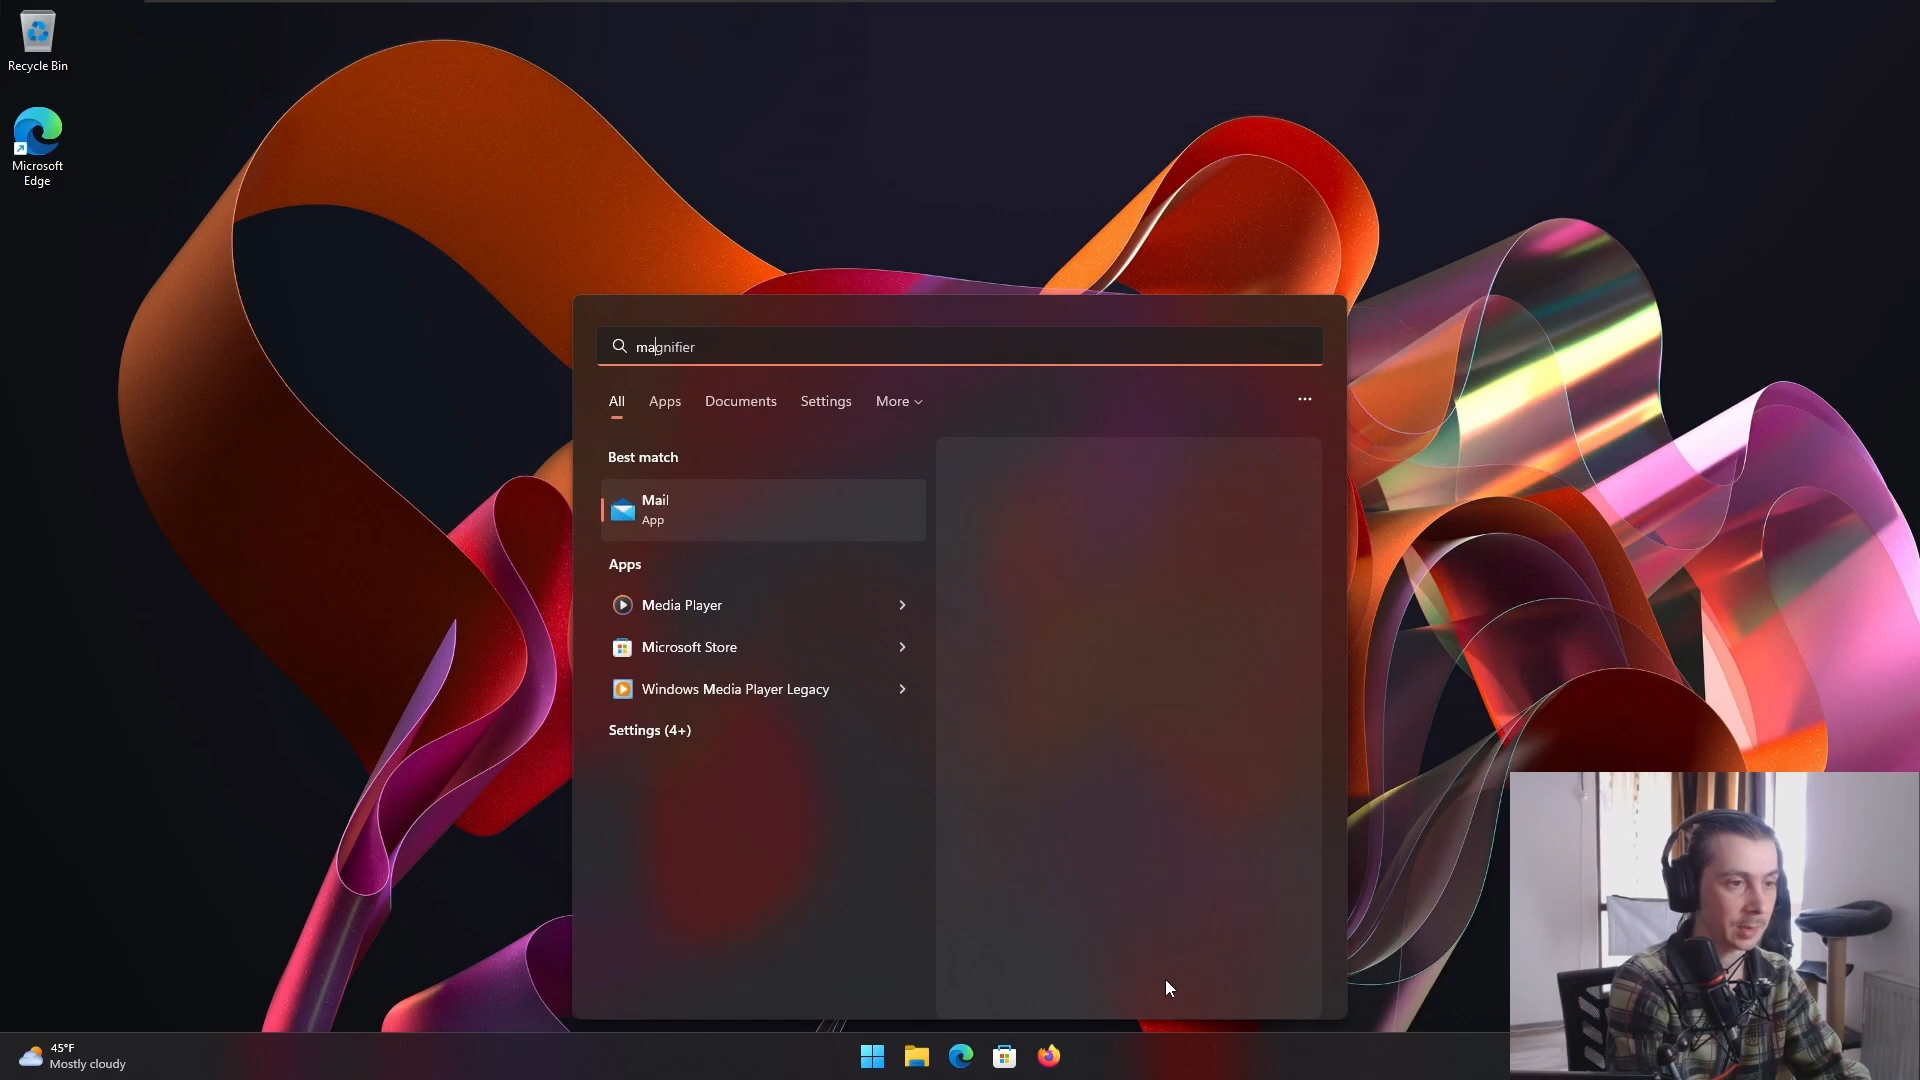 Recycle Bin
Microsoft
Edge
magnifier
All Apps Documents Settings More
Best match
Mail
App
Apps
Media Player
Microsoft Store
Windows Media Player Legacy
Settings (4+)
45°F
Mostly cloudy